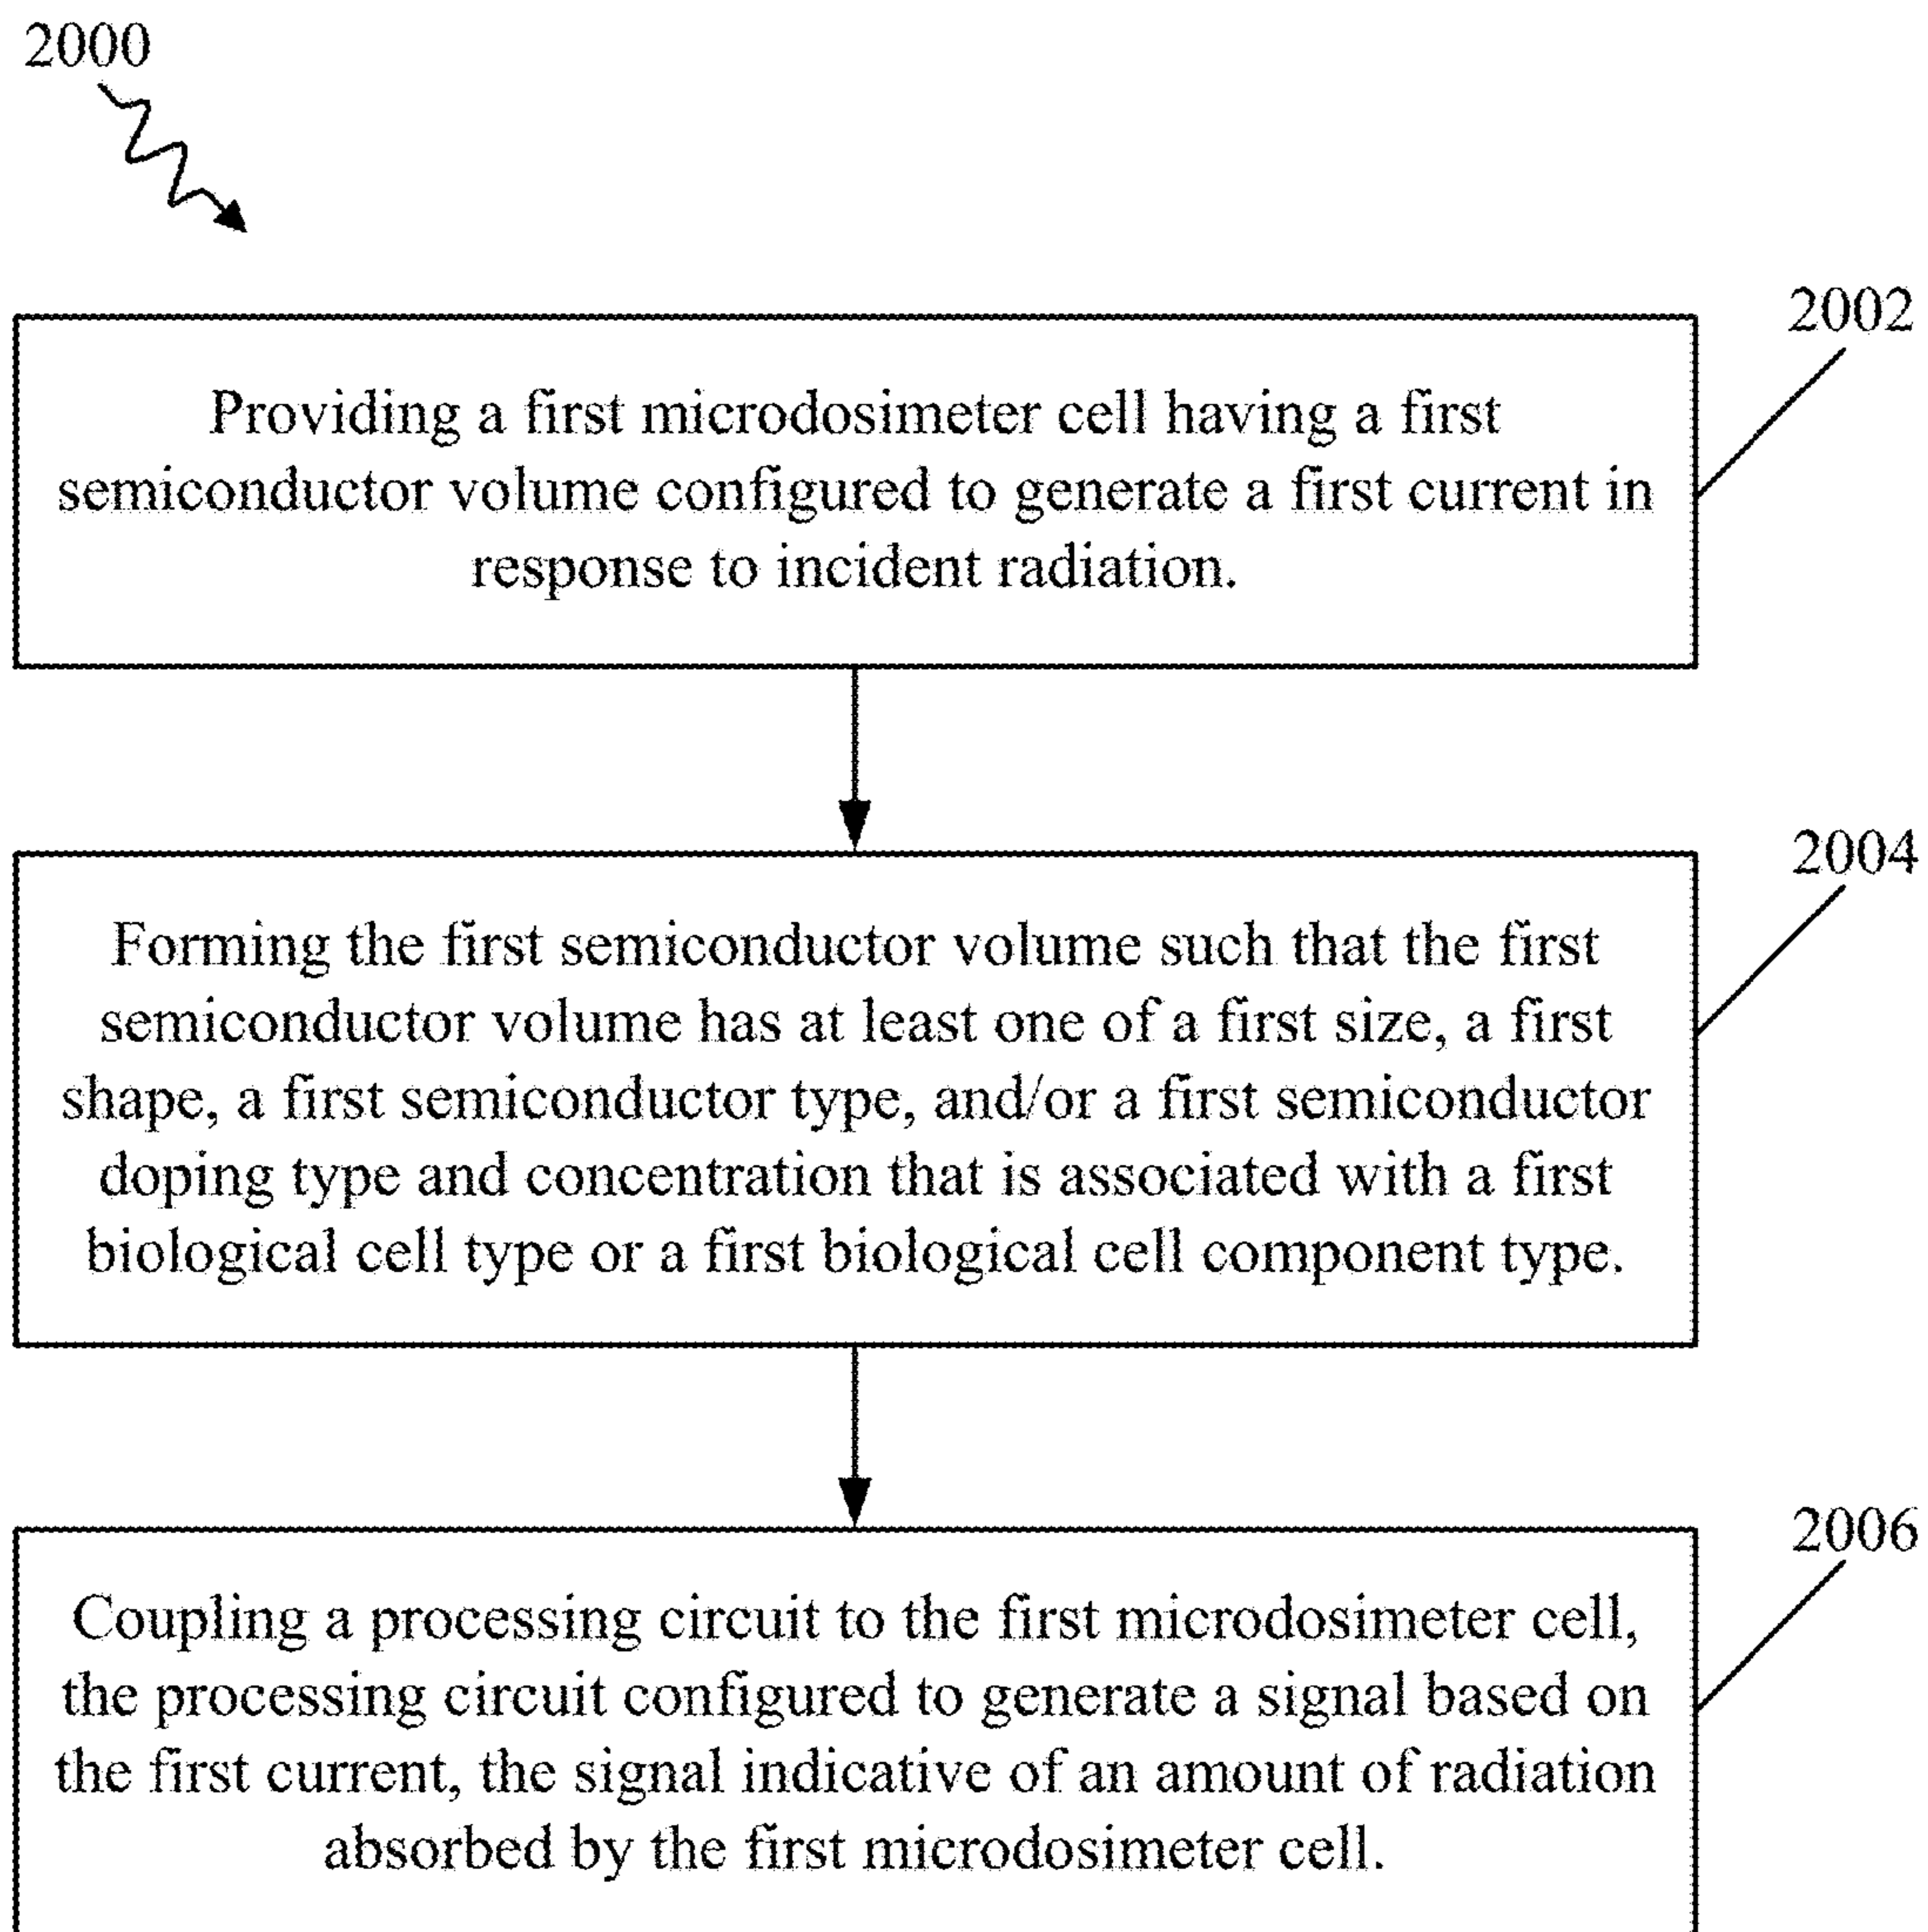 2000
2002
Providing a first microdosimeter cell having a first
semiconductor volume configured to generate a first current in
response to incident radiation.
2004
Forming the first semiconductor volume such that the first
semiconductor volume has at least one of a first size, a first
shape, a first semiconductor type, and/or a first semiconductor
doping type and concentration that is associated with a first
biological cell type or a first biological cell component type.
2006
Coupling a processing circuit to the first microdosimeter cell,
the processing circuit configured to generate a signal based on
the first current, the signal indicative of an amount of radiation
absorbed by the first microdosimeter cell.